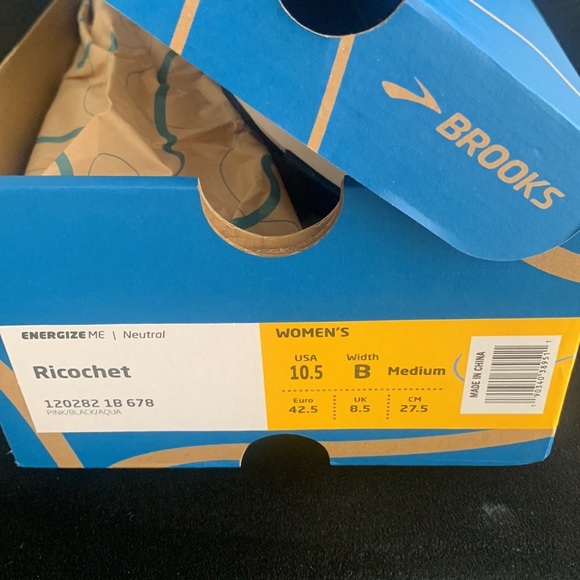 BROOKS
ENERGIZE ME | Neutral
Ricochet
120282 1B 678
PINK/BLACK/AQUA
WOMEN'S
USA Width
10.5 B Medium
Euro UK CM
42.5 8.5 27.5
MADE IN CHINA